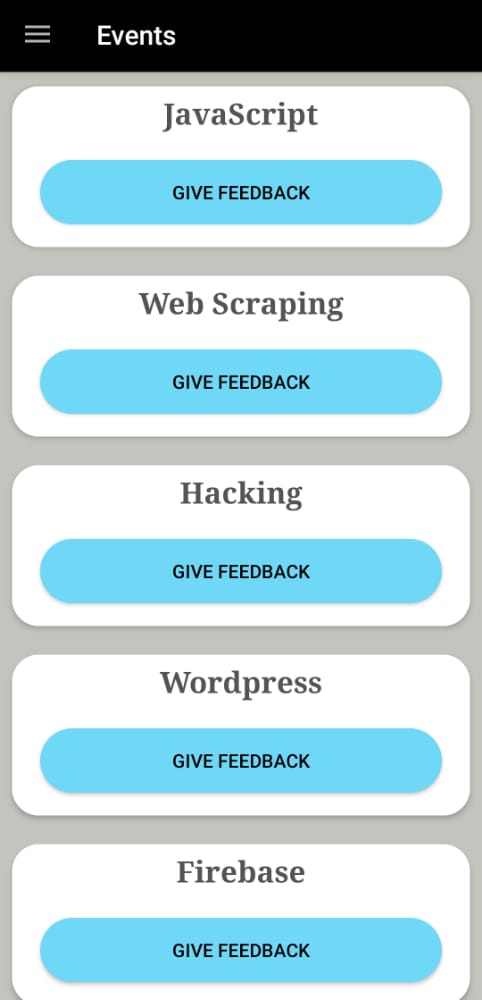 Events
JavaScript
GIVE FEEDBACK
Web Scraping
GIVE FEEDBACK
Hacking
GIVE FEEDBACK
Wordpress
GIVE FEEDBACK
Firebase
GIVE FEEDBACK